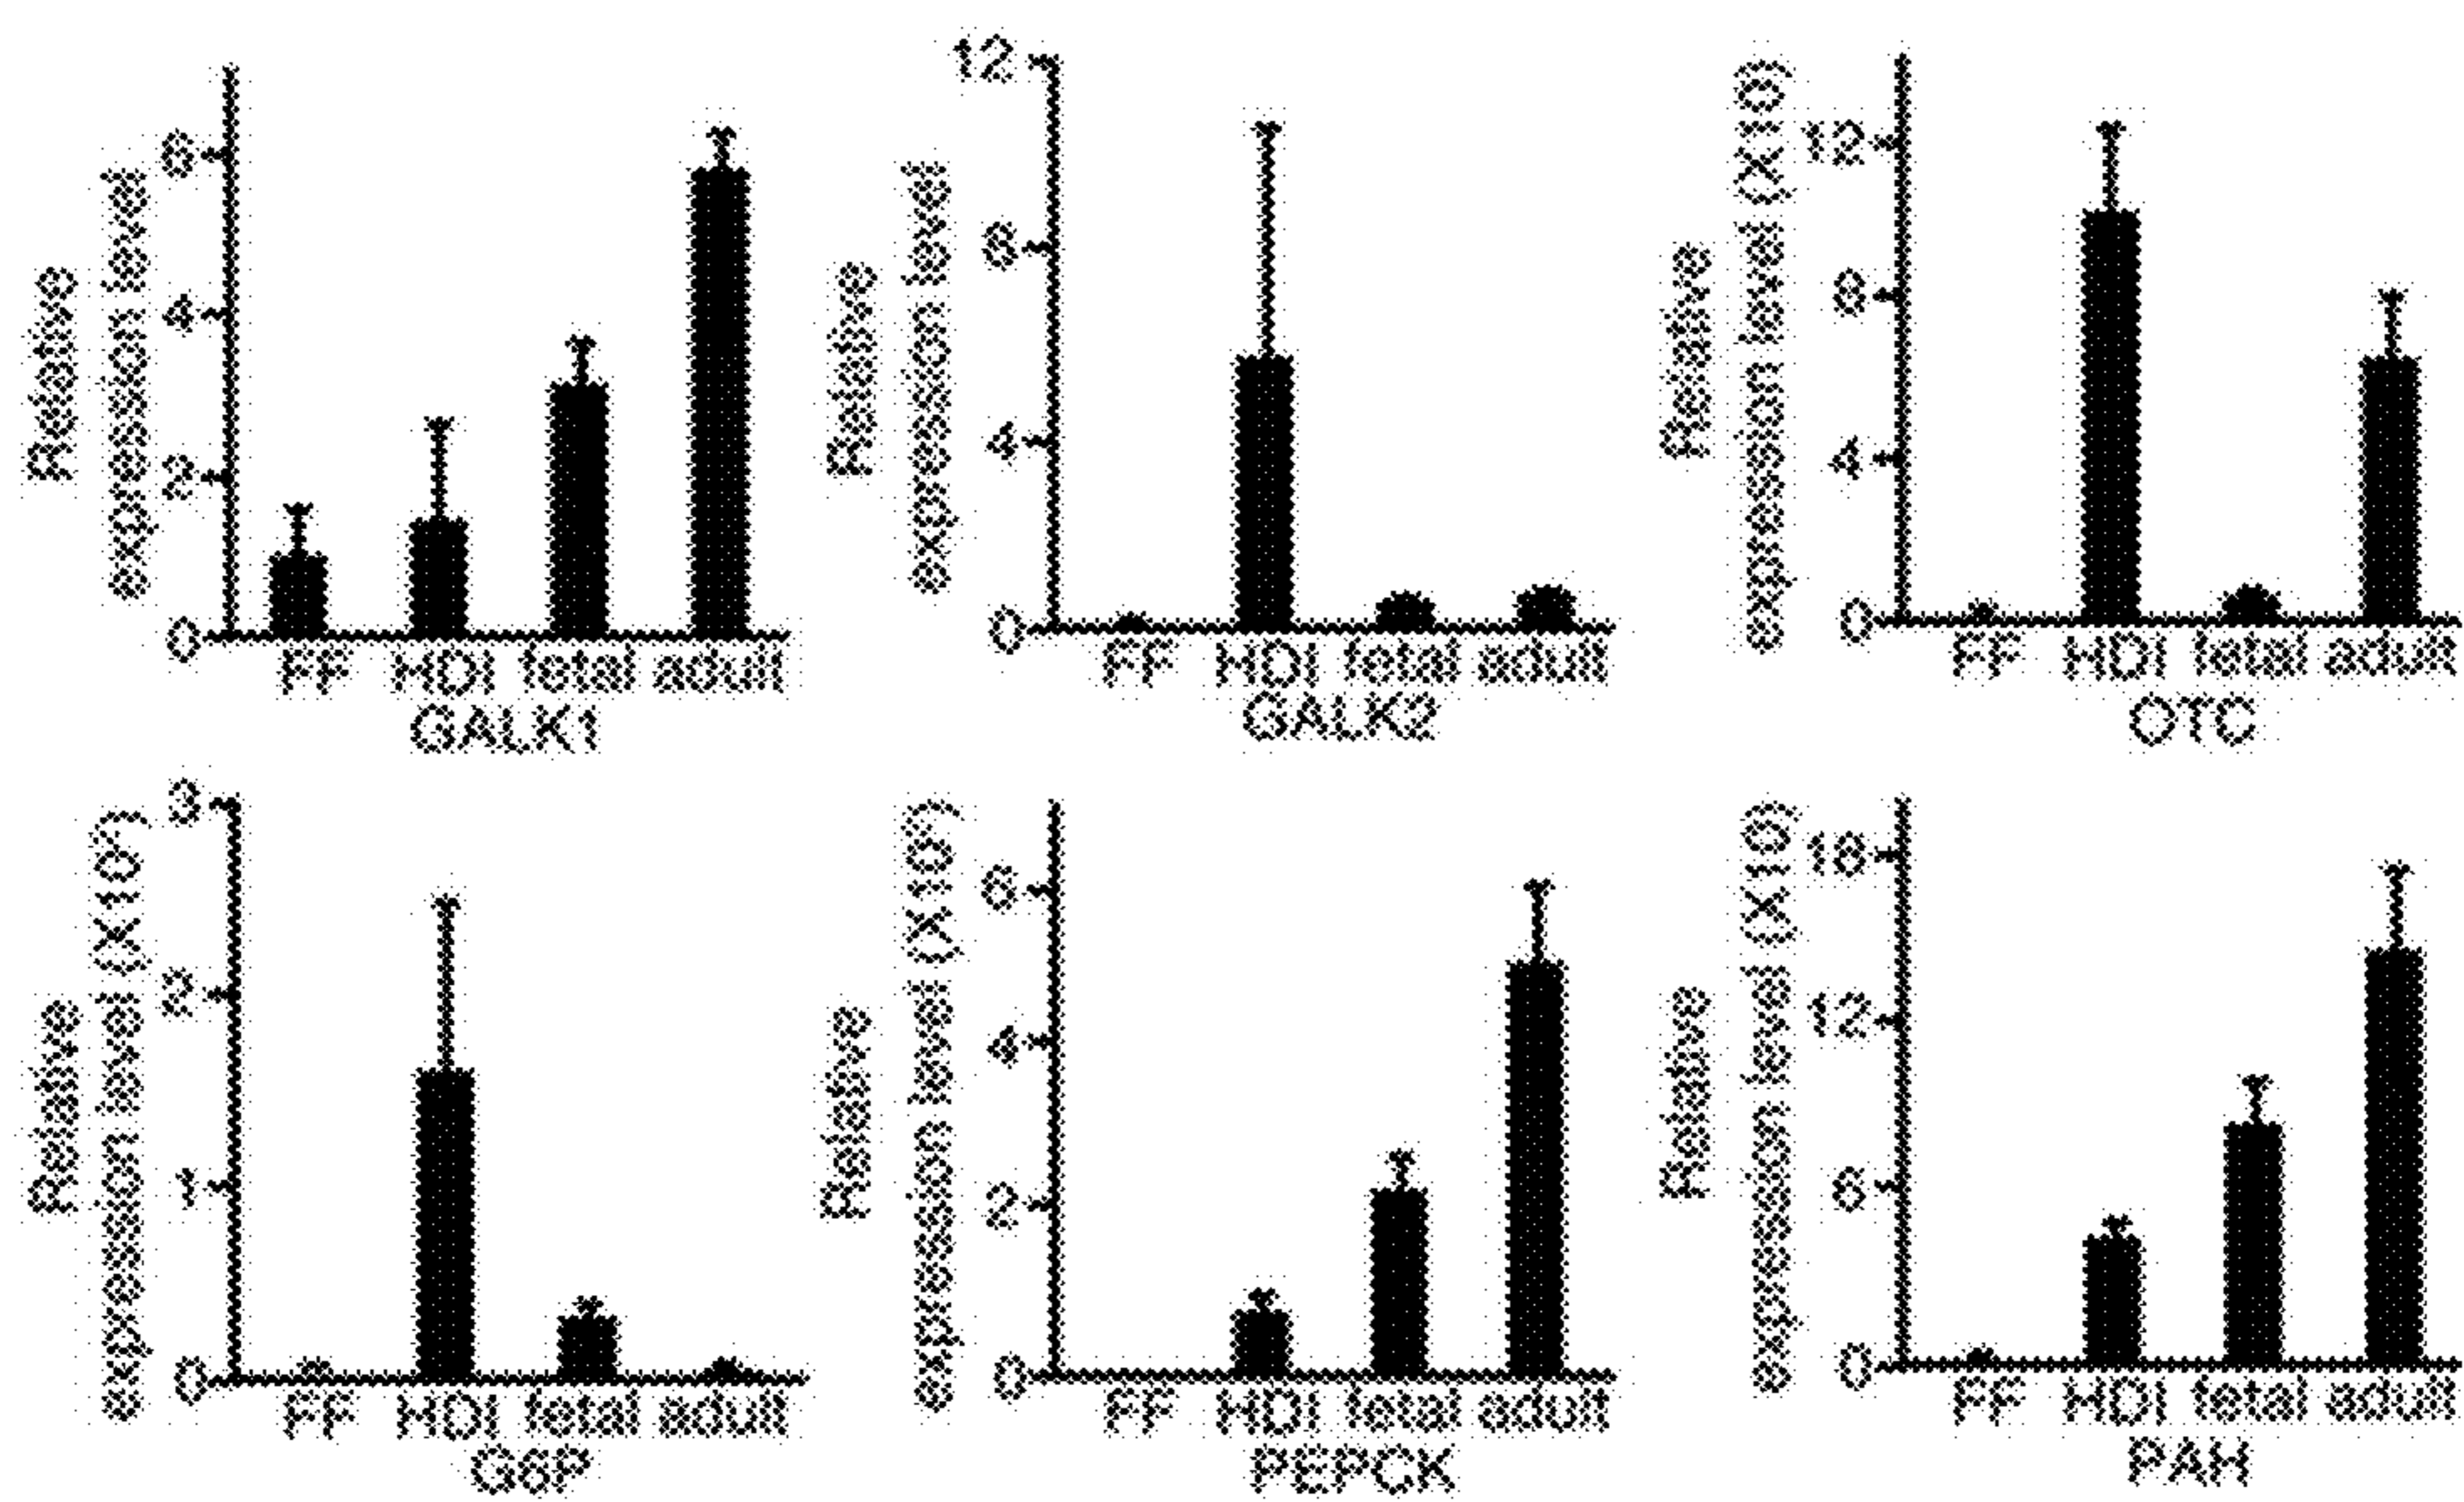 Relative
expression level
6
4
2
0
FF HDI fetal adult
GALK1
Relative
expression level
12
8
4
0
FF HDI fetal adult
GALK2
Relative
expression level (X10)
12
8
4
0
FF HDI fetal adult
OTC
Relative
expression level (X10)
3
2
1
0
FF HDI fetal adult
G6P
Relative
expression level (X10)
6
4
2
0
FF HDI fetal adult
PEPCK
Relative
expression level (X10)
18
12
6
0
FF HDI fetal adult
PAH